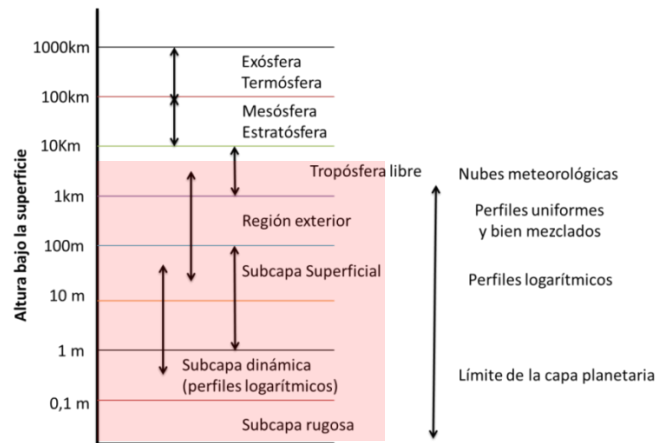 Altura bajo la superficie
1000km
100km
10Km
1km
100m
10 m
1 m
0,1 m
Exósfera
Termósfera
Mesósfera
Estratósfera
Tropósfera libre
Región exterior
Subcapa Superficial
Subcapa dinámica
(perfiles logarítmicos)
Subcapa rugosa
Nubes meteorológicas
Perfiles uniformes
y bien mezclados
Perfiles logarítmicos
Límite de la capa planetaria